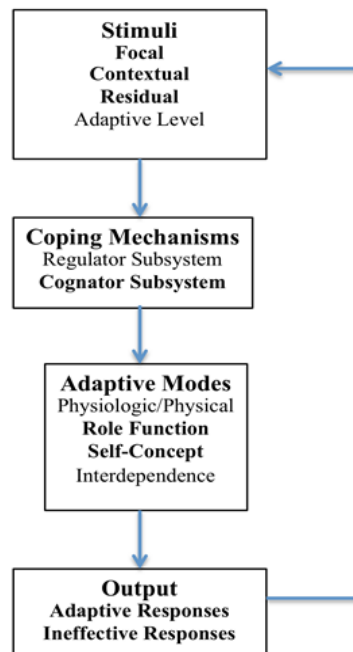 Stimuli
Focal
Contextual
Residual
Adaptive Level
Coping Mechanisms
Regulator Subsystem
Cognator Subsystem
Adaptive Modes
Physiologic/Physical
Role Function
Self-Concept
Interdependence
Output
Adaptive Responses
Ineffective Responses